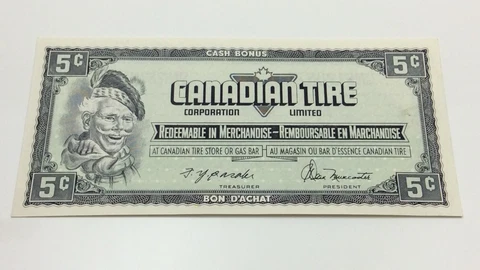 CASH BONUS
5¢ 5¢
CANADIAN TIRE
CORPORATION LIMITED
REDEEMABLE IN MERCHANDISE – REMBOURSABLE EN MARCHANDISE
AT CANADIAN TIRE STORE OR GAS BAR AU MAGASIN OU BAR D'ESSENCE CANADIAN TIRE
TREASURER PRESIDENT
5¢ 5¢
BON D'ACHAT